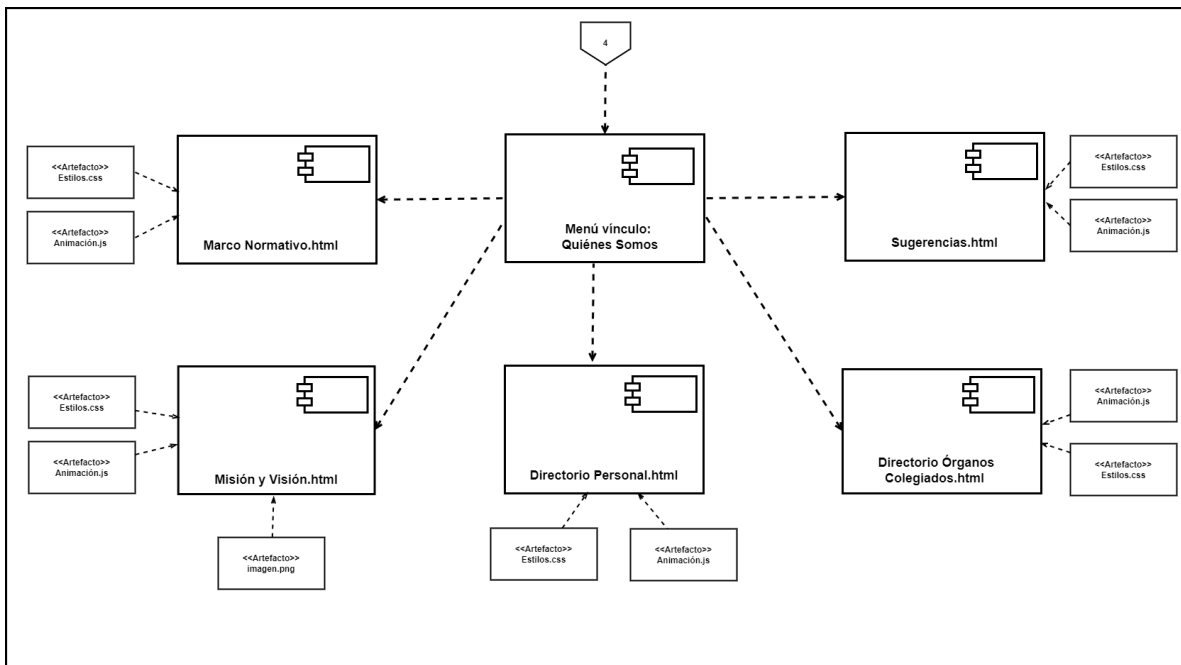 4
<<Artefacto>>
Estilos.css
<<Artefacto>>
Animación.js
Marco Normativo.html
Menú vínculo:
Quiénes Somos
Sugerencias.html
<<Artefacto>>
Estilos.css
<<Artefacto>>
Animación.js
<<Artefacto>>
Estilos.css
<<Artefacto>>
Animación.js
Misión y Visión.html
<<Artefacto>>
imagen.png
Directorio Personal.html
<<Artefacto>>
Estilos.css
<<Artefacto>>
Animación.js
Directorio Órganos
Colegiados.html
<<Artefacto>>
Animación.js
<<Artefacto>>
Estilos.css